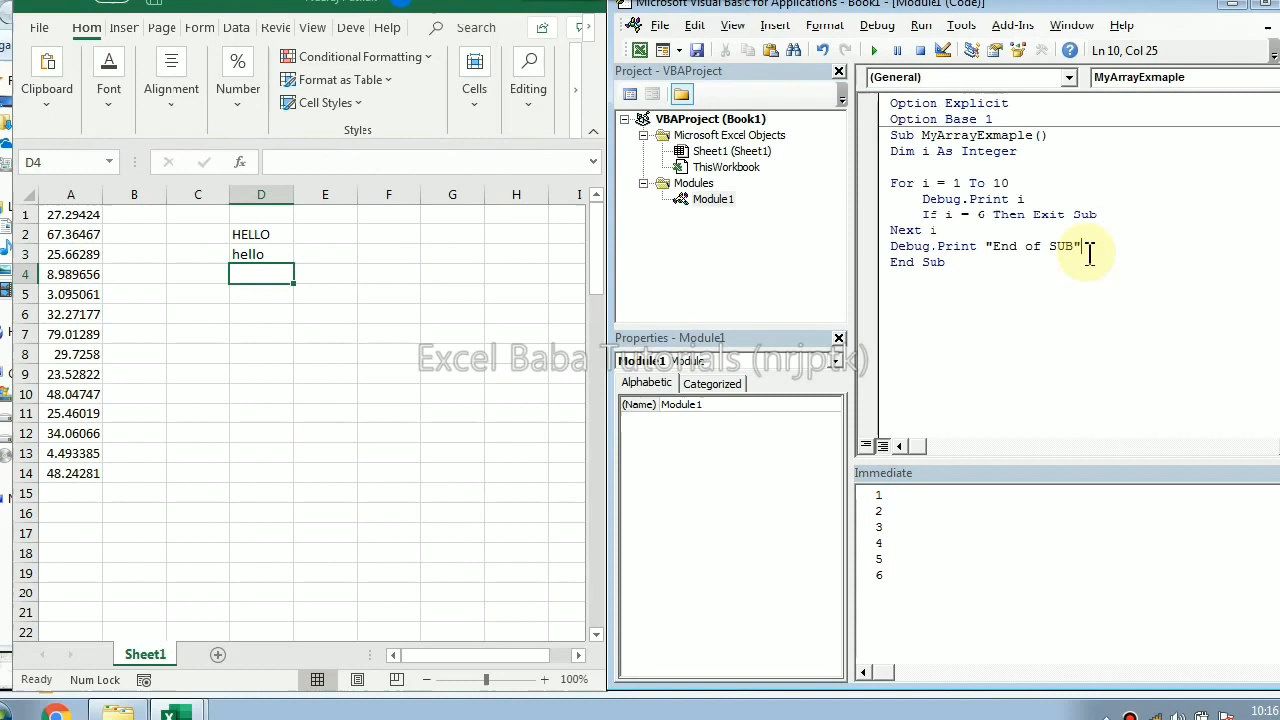 Microsoft Visual Basic for Applications - Book1 - [Module1 (Code)]
File Hom Insert Page Form Data Revic View Deve Help Search
File Edit View Insert Format Debug Run Tools Add-Ins Window Help
Ln 10, Col 25
Clipboard
Font
Alignment
Number
Conditional Formatting
Format as Table
Cell Styles
Styles
Cells
Editing
D4
fx
A B C D E F G H I
1 27.29424
2 67.36467 HELLO
3 25.66289 hello
4 8.989656
5 3.095061
6 32.27177
7 79.01289
8 29.7258
9 23.52822
10 48.04747
11 25.46019
12 34.06066
13 4.493385
14 48.24281
15
16
17
18
19
20
21
22
Sheet1
Ready Num Lock
100%
Project - VBAProject
VBAProject (Book1)
Microsoft Excel Objects
Sheet1 (Sheet1)
ThisWorkbook
Modules
Module1
Properties - Module1
Module1 Module
Alphabetic Categorized
(Name) Module1
(General) MyArrayExmaple
Option Explicit
Option Base 1
Sub MyArrayExmaple()
Dim i As Integer
For i = 1 To 10
Debug.Print i
If i = 6 Then Exit Sub
Next i
Debug.Print "End of SUB"
End Sub
Immediate
1
2
3
4
5
6
Excel Baba Tutorials (nrjptk)
10:16